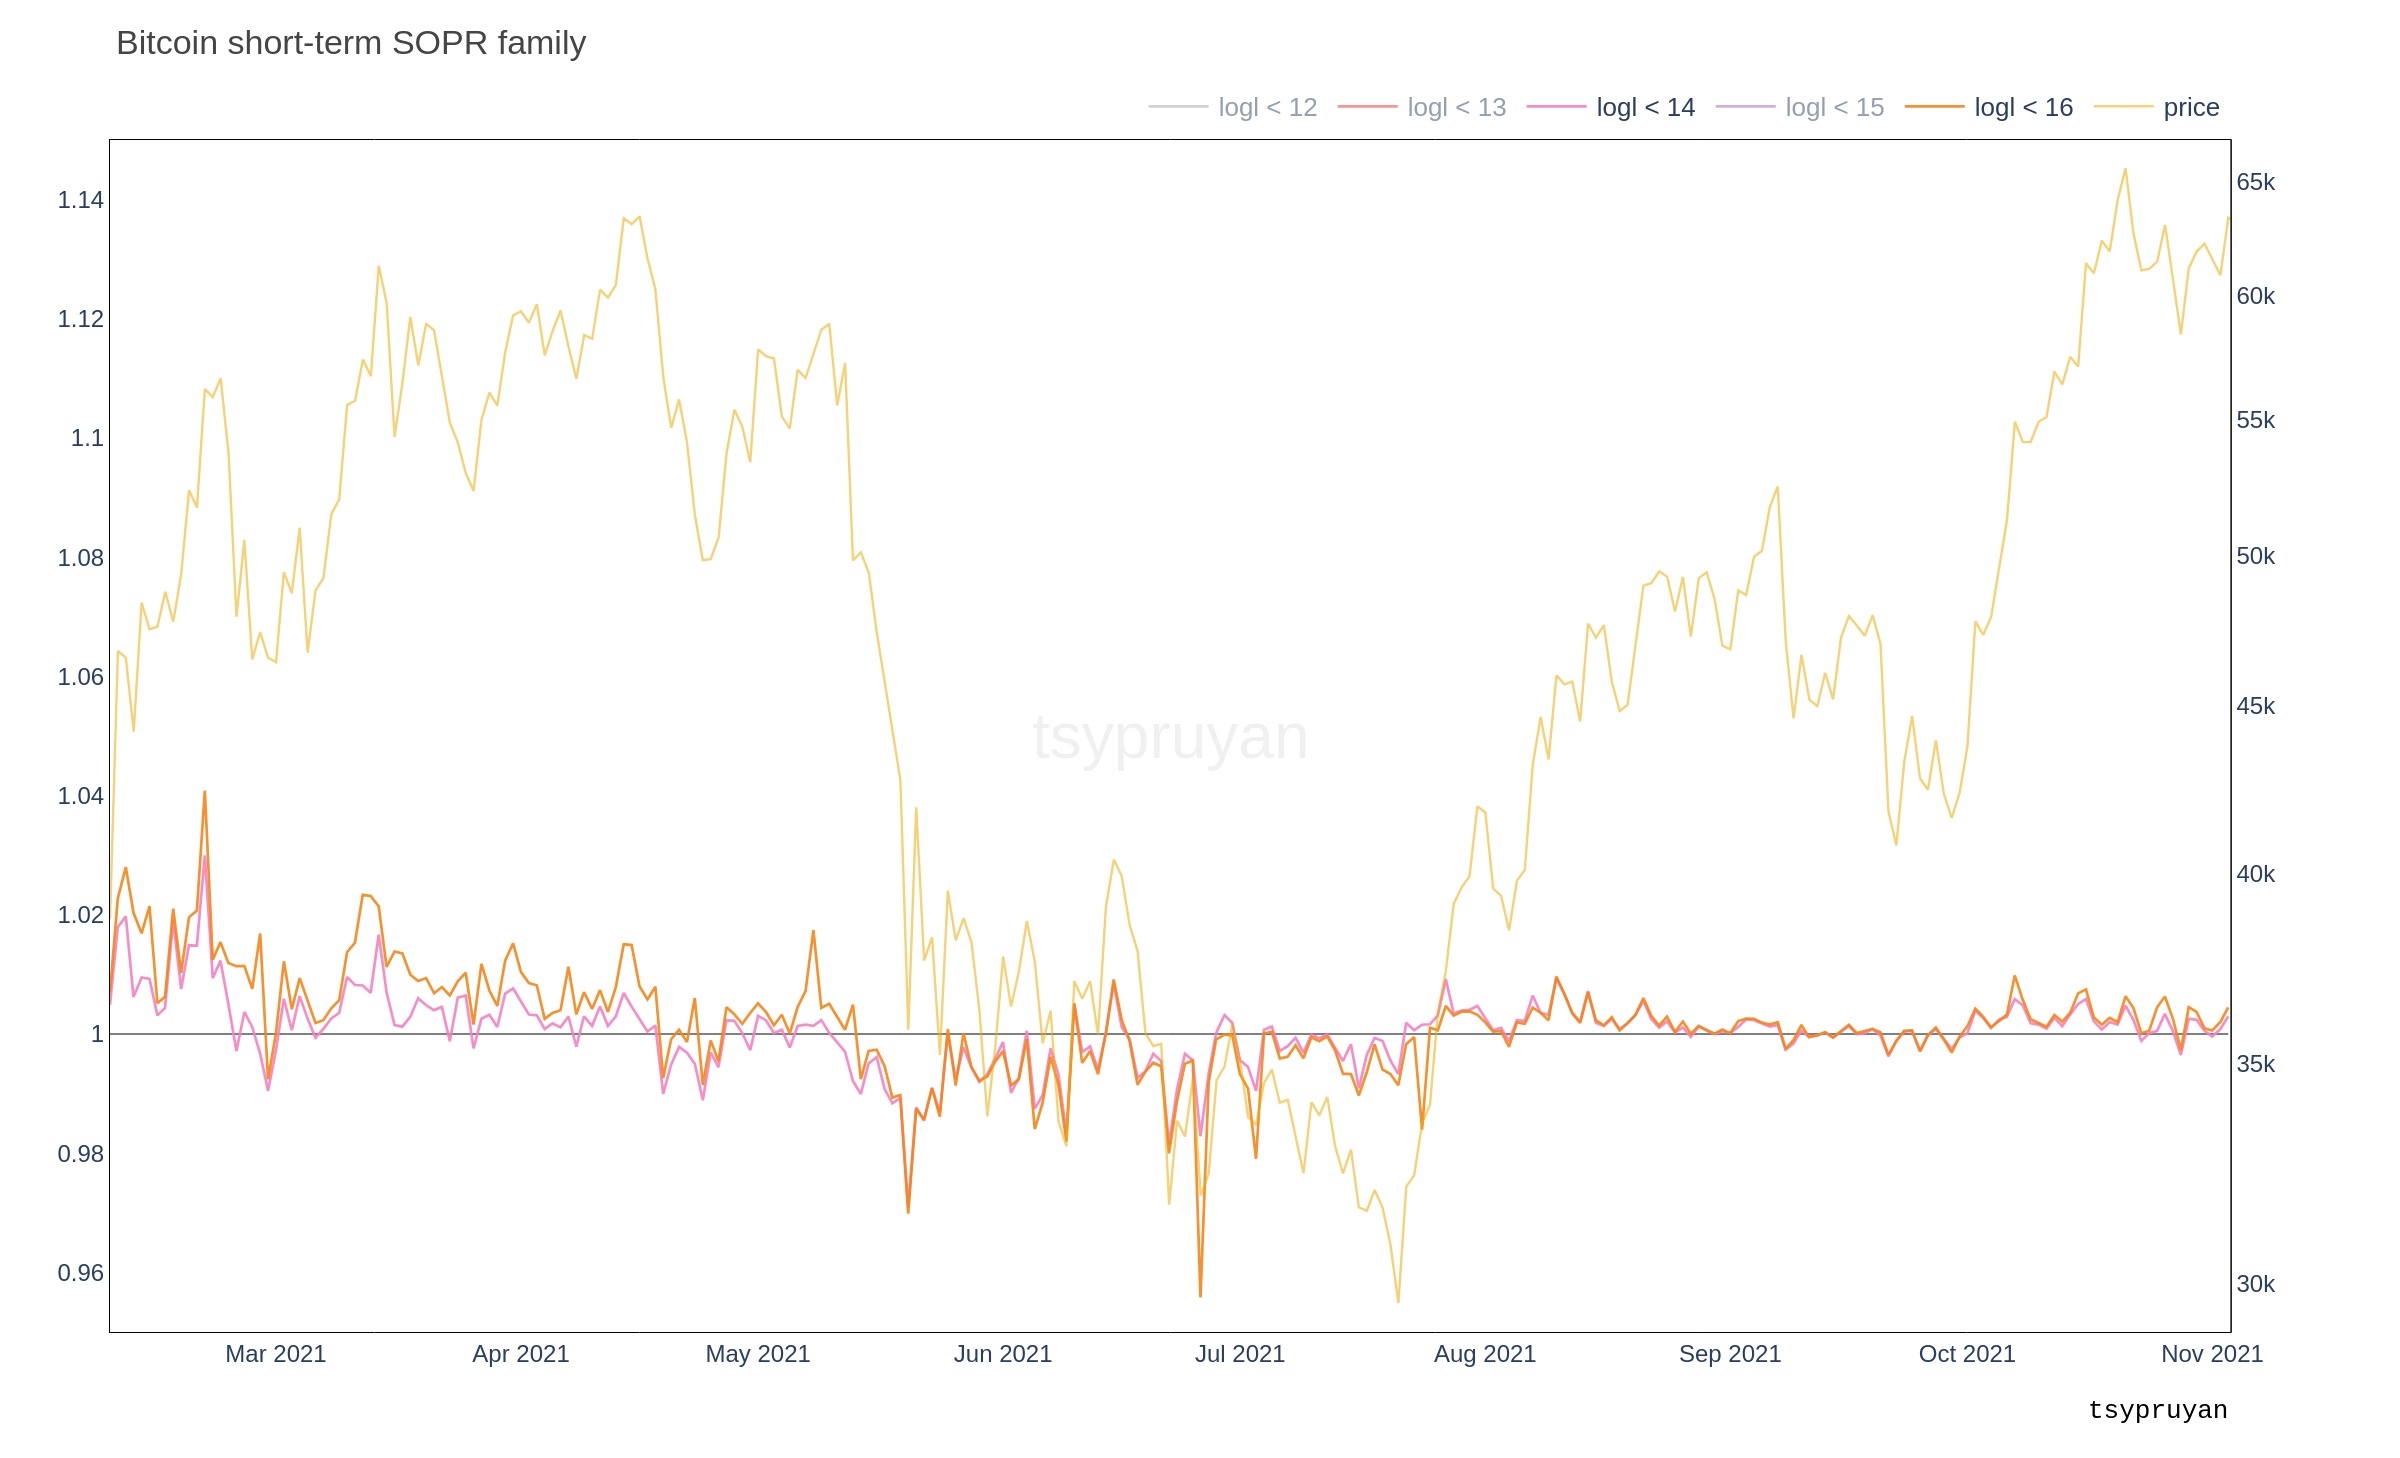 Bitcoin short-term SOPR family
logl < 12 logl < 13 logl < 14 logl < 15 logl < 16 price
1.14
1.12
1.1
1.08
1.06
1.04
1.02
1
0.98
0.96
65k
60k
55k
50k
45k
40k
35k
30k
tsypruyan
Mar 2021 Apr 2021 May 2021 Jun 2021 Jul 2021 Aug 2021 Sep 2021 Oct 2021 Nov 2021
tsypruyan